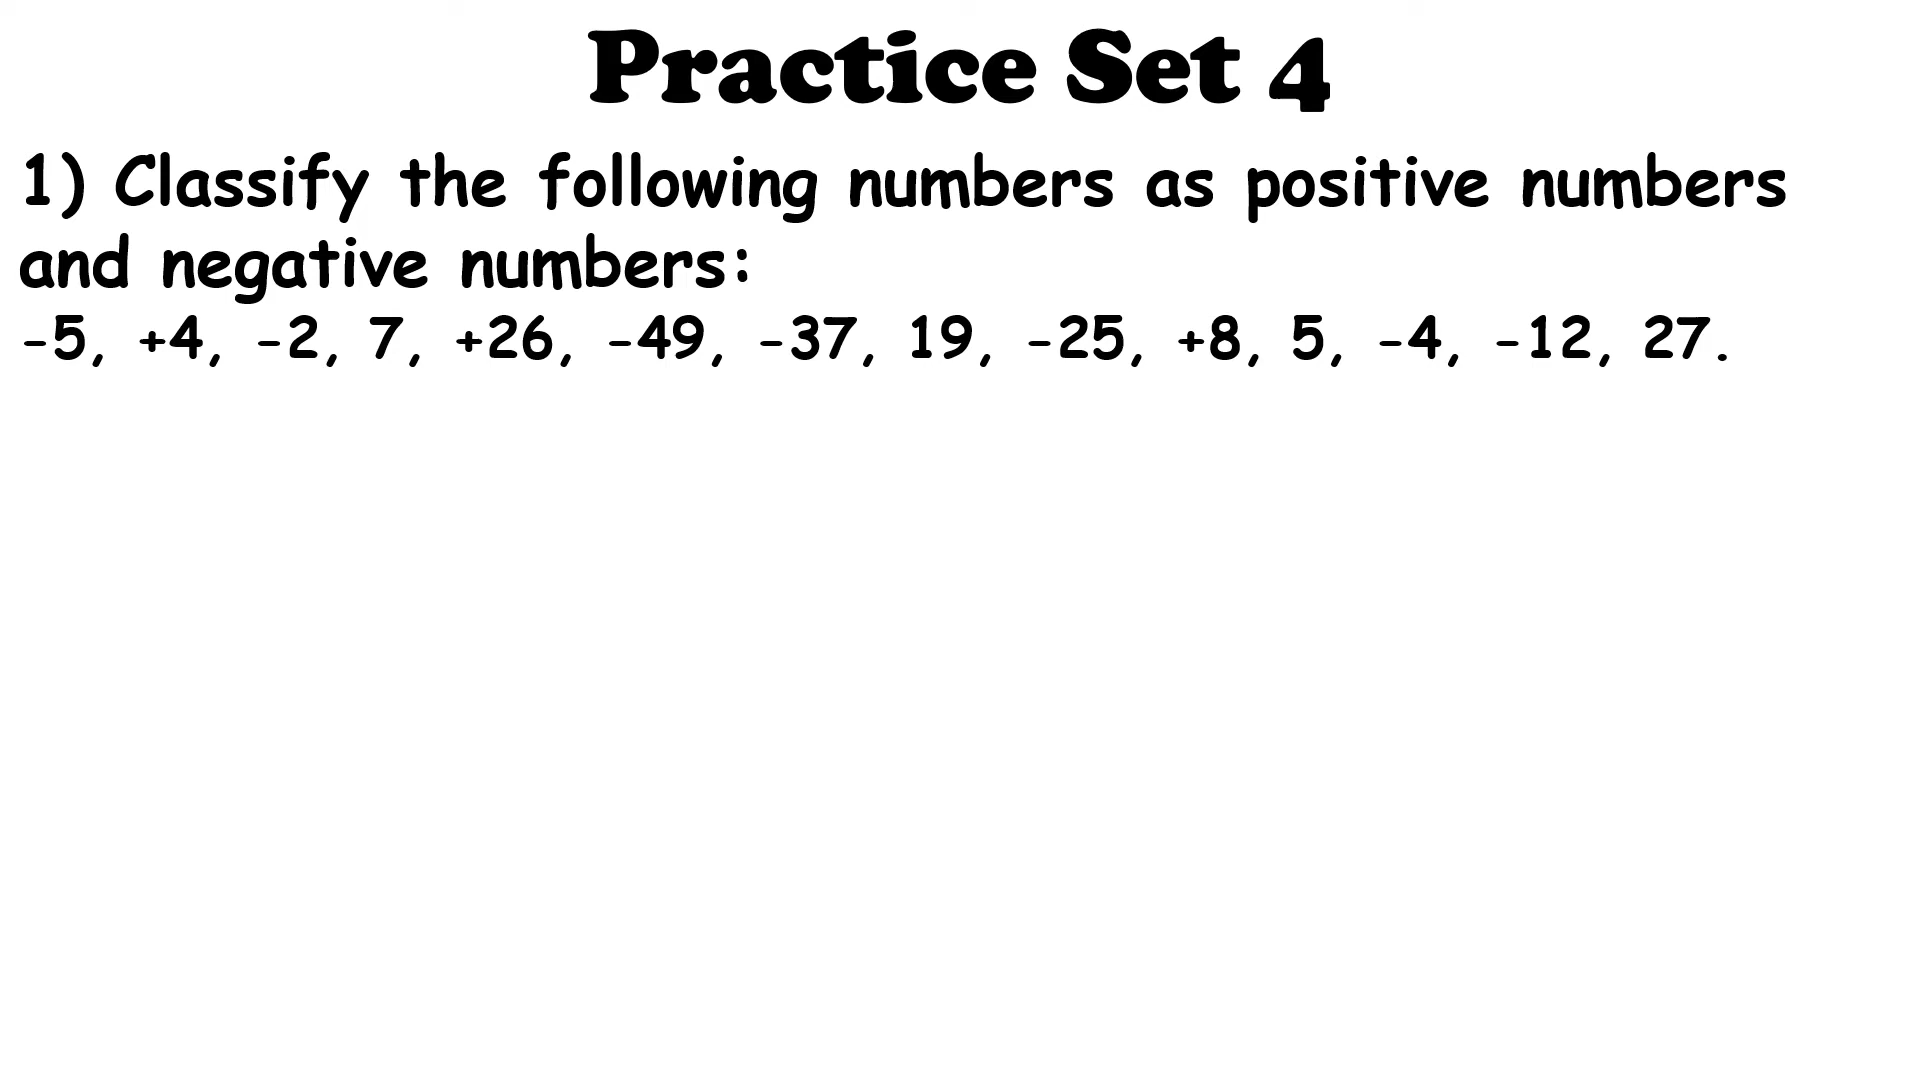 Practice Set 4
1) Classify the following numbers as positive numbers
and negative numbers:
-5, +4, -2, 7, +26, -49, -37, 19, -25, +8, 5, -4, -12, 27.